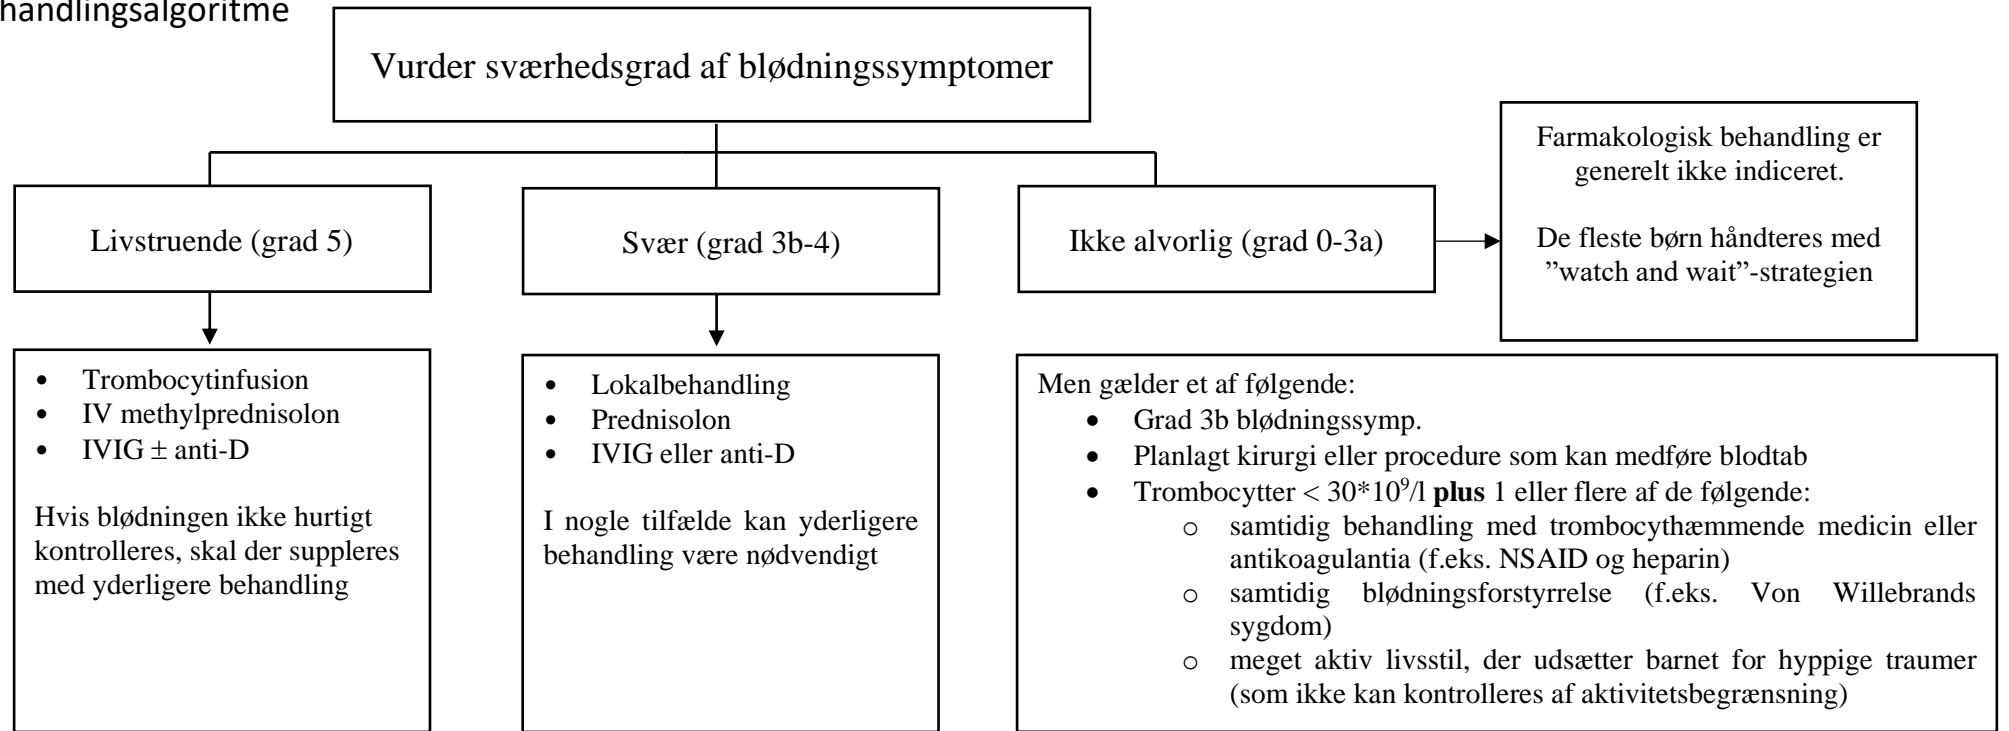 handlingsalgoritme
Vurder sværhedsgrad af blødningssymptomer
Livstruende (grad 5)
Svær (grad 3b-4)
Ikke alvorlig (grad 0-3a)
Farmakologisk behandling er
generelt ikke indiceret.
De fleste børn håndteres med
”watch and wait”-strategien
• Trombocytinfusion
• IV methylprednisolon
• IVIG ± anti-D
Hvis blødningen ikke hurtigt
kontrolleres, skal der suppleres
med yderligere behandling
• Lokalbehandling
• Prednisolon
• IVIG eller anti-D
I nogle tilfælde kan yderligere
behandling være nødvendigt
Men gælder et af følgende:
• Grad 3b blødningssymp.
• Planlagt kirurgi eller procedure som kan medføre blodtab
• Trombocytter < 30*10⁹/l plus 1 eller flere af de følgende:
o samtidig behandling med trombocythæmmende medicin eller
antikoagulantia (f.eks. NSAID og heparin)
o samtidig blødningsforstyrrelse (f.eks. Von Willebrands
sygdom)
o meget aktiv livsstil, der udsætter barnet for hyppige traumer
(som ikke kan kontrolleres af aktivitetsbegrænsning)